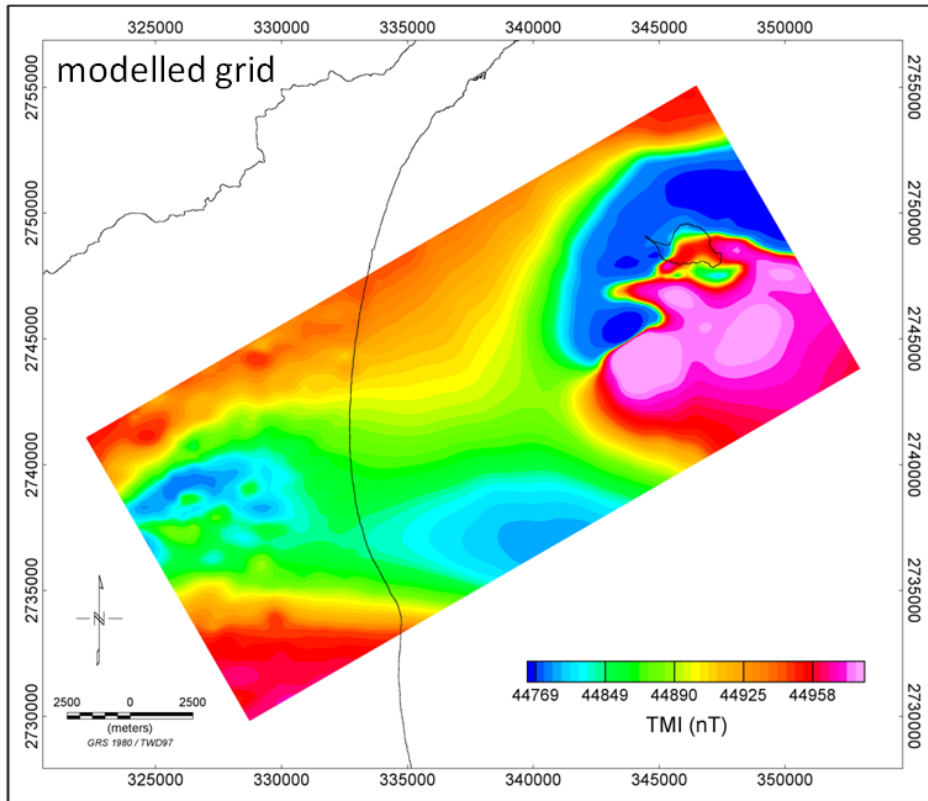 325000 330000 335000 340000 345000 350000
modelled grid
2755000 2755000
2750000 2750000
2745000 2745000
2740000 2740000
2735000 2735000
N
2730000 2730000
2500 0 2500
(meters)
GRS 1980 / TWD97
44769 44849 44890 44925 44958
TMI (nT)
325000 330000 335000 340000 345000 350000